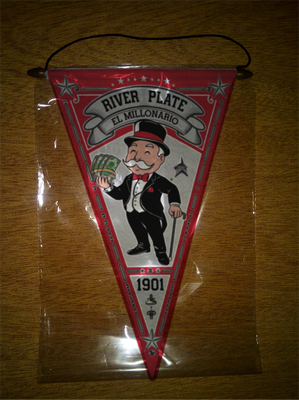 RIVER PLATE
EL MILLONARIO
1901